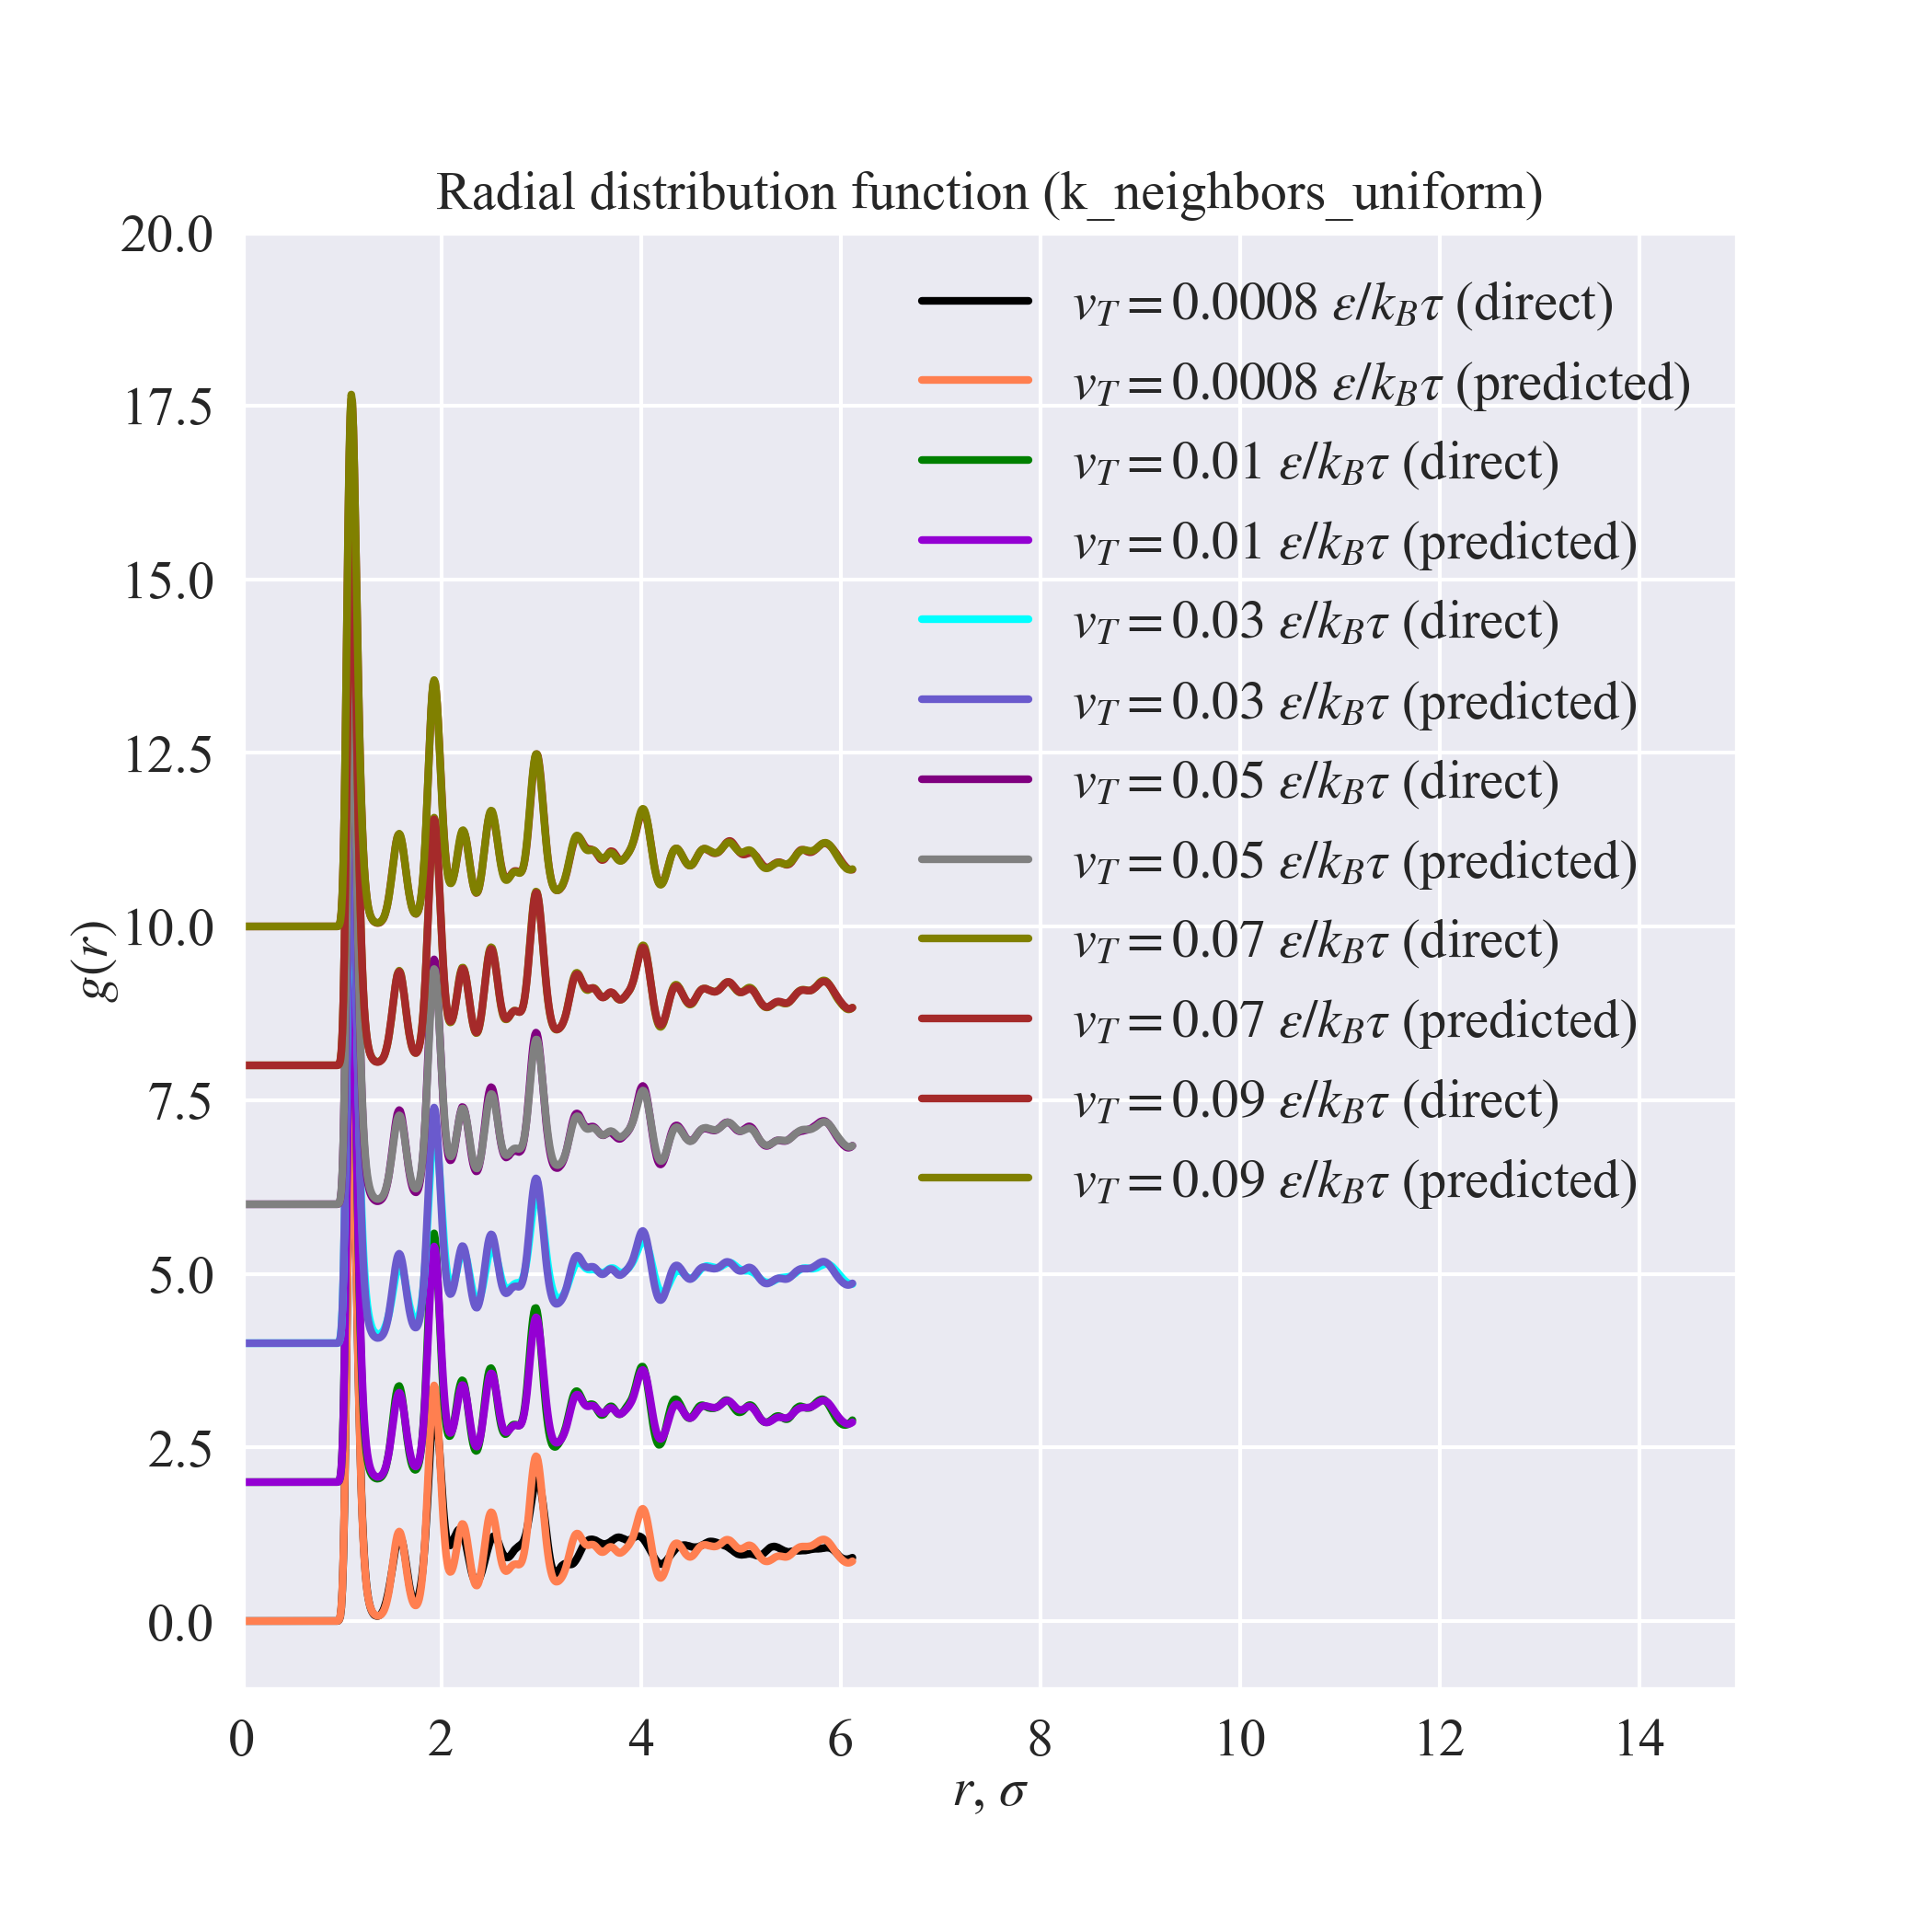 Radial distribution function (k_neighbors_uniform)
20.0
17.5
15.0
12.5
10.0
7.5
5.0
2.5
0.0
g(r)
v_T = 0.0008 ε/k_Bτ (direct)
v_T = 0.0008 ε/k_Bτ (predicted)
v_T = 0.01 ε/k_Bτ (direct)
v_T = 0.01 ε/k_Bτ (predicted)
v_T = 0.03 ε/k_Bτ (direct)
v_T = 0.03 ε/k_Bτ (predicted)
v_T = 0.05 ε/k_Bτ (direct)
v_T = 0.05 ε/k_Bτ (predicted)
v_T = 0.07 ε/k_Bτ (direct)
v_T = 0.07 ε/k_Bτ (predicted)
v_T = 0.09 ε/k_Bτ (direct)
v_T = 0.09 ε/k_Bτ (predicted)
0 2 4 6 8 10 12 14
r, σ